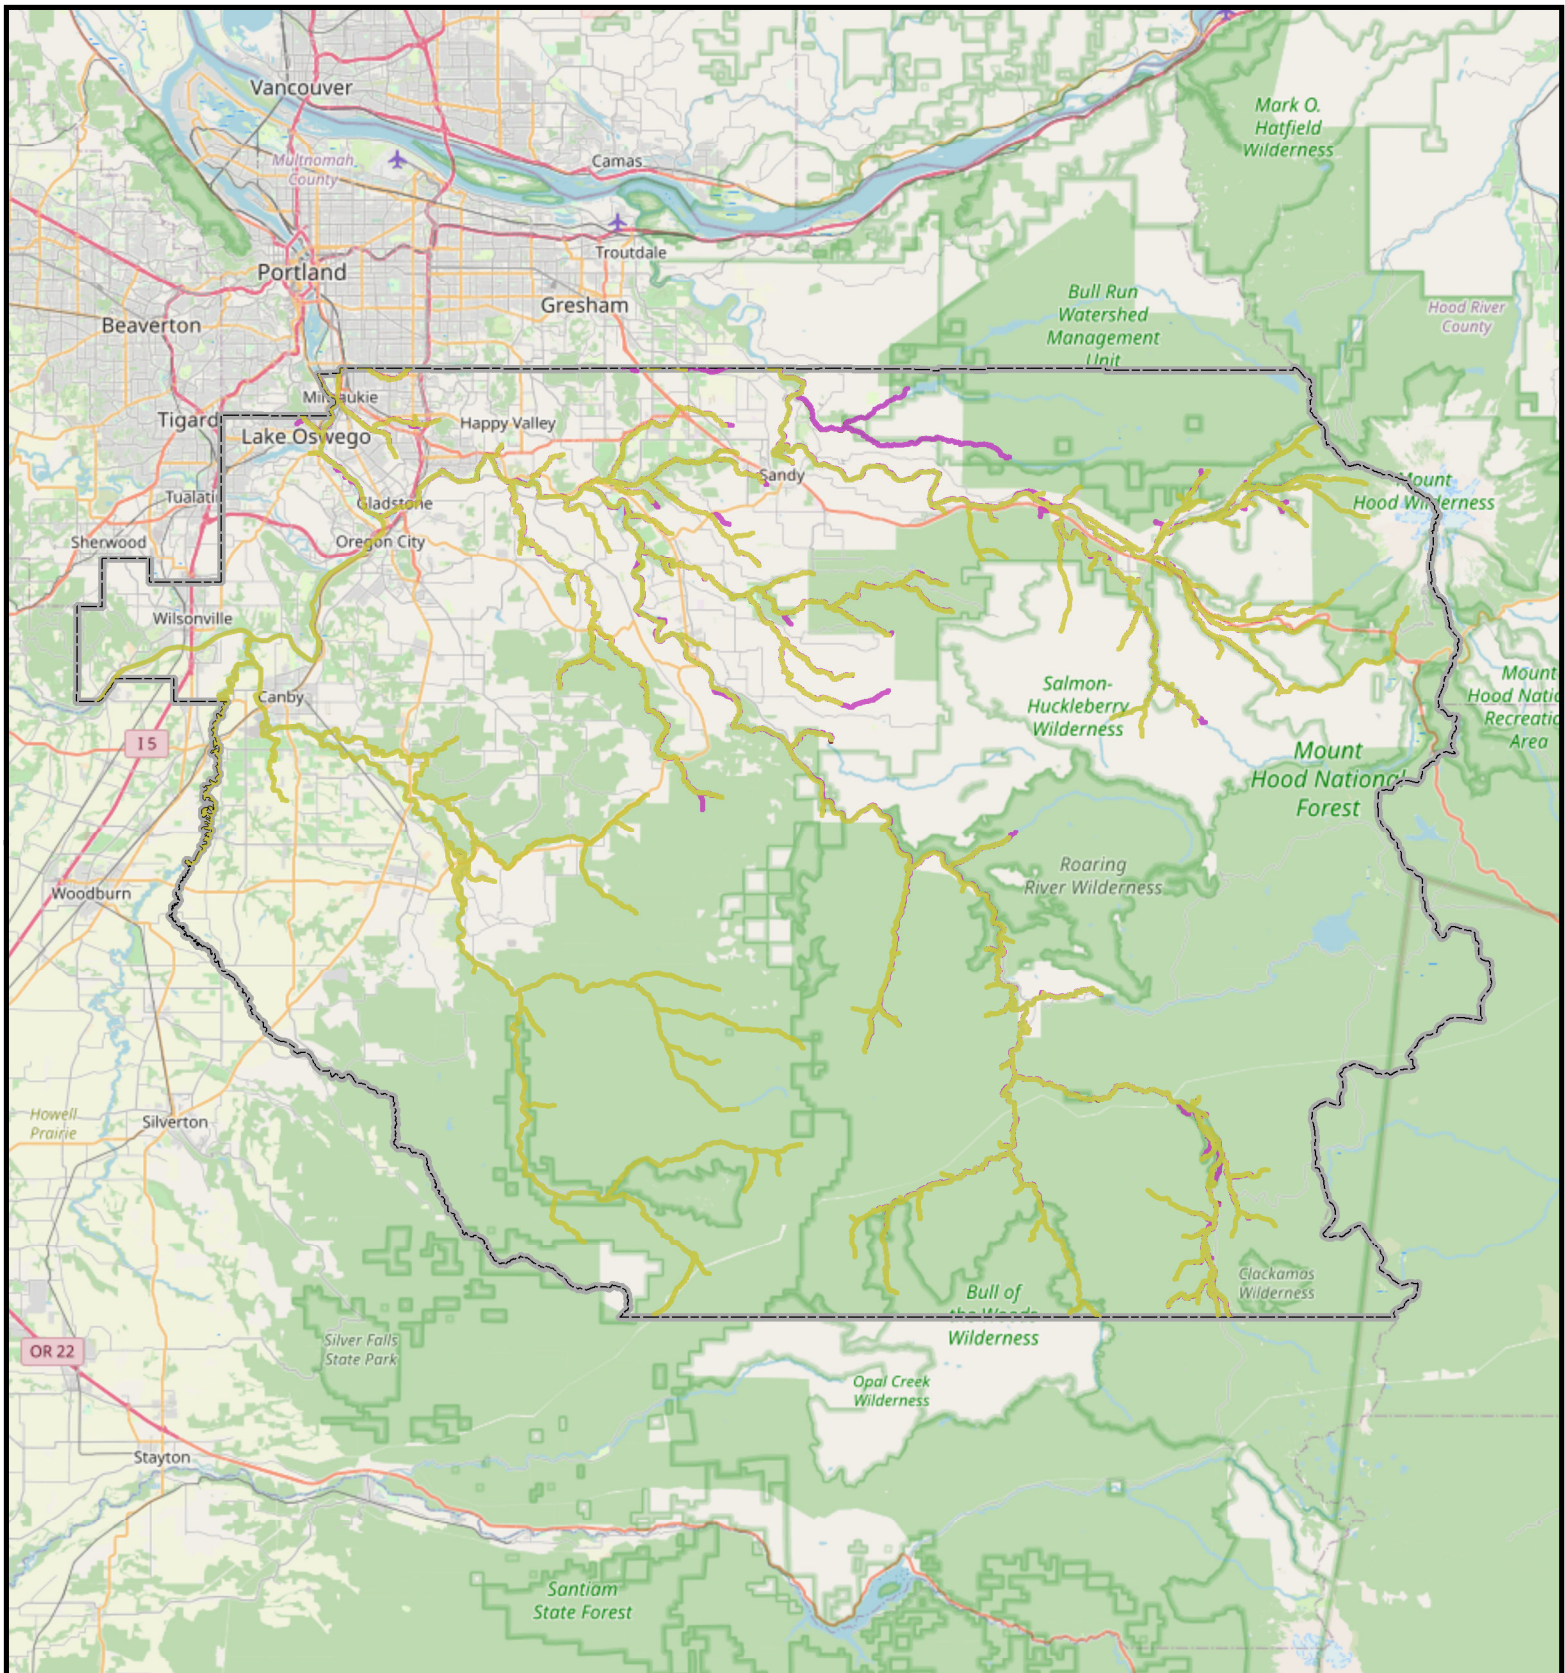 Vancouver
Mark O.
Hatfield
Wilderness
Multnomah
County
Camas
Troutdale
Portland
Gresham
Bull Run
Watershed
Management
Unit
Hood River
County
Beaverton
Milwaukie
Tigard
Happy Valley
Lake Oswego
Sandy
Mount
Hood Wilderness
Tualati
Gladstone
Sherwood
Oregon City
Wilsonville
Canby
Salmon-
Huckleberry
Wilderness
Mount
Hood Natio
Recreatio
Area
I 5
Mount
Hood National
Forest
Roaring
River Wilderness
Woodburn
Howell
Prairie
Silverton
Clackamas
Wilderness
Bull of
the Woods
Wilderness
Silver Falls
State Park
OR 22
Opal Creek
Wilderness
Stayton
Santiam
State Forest